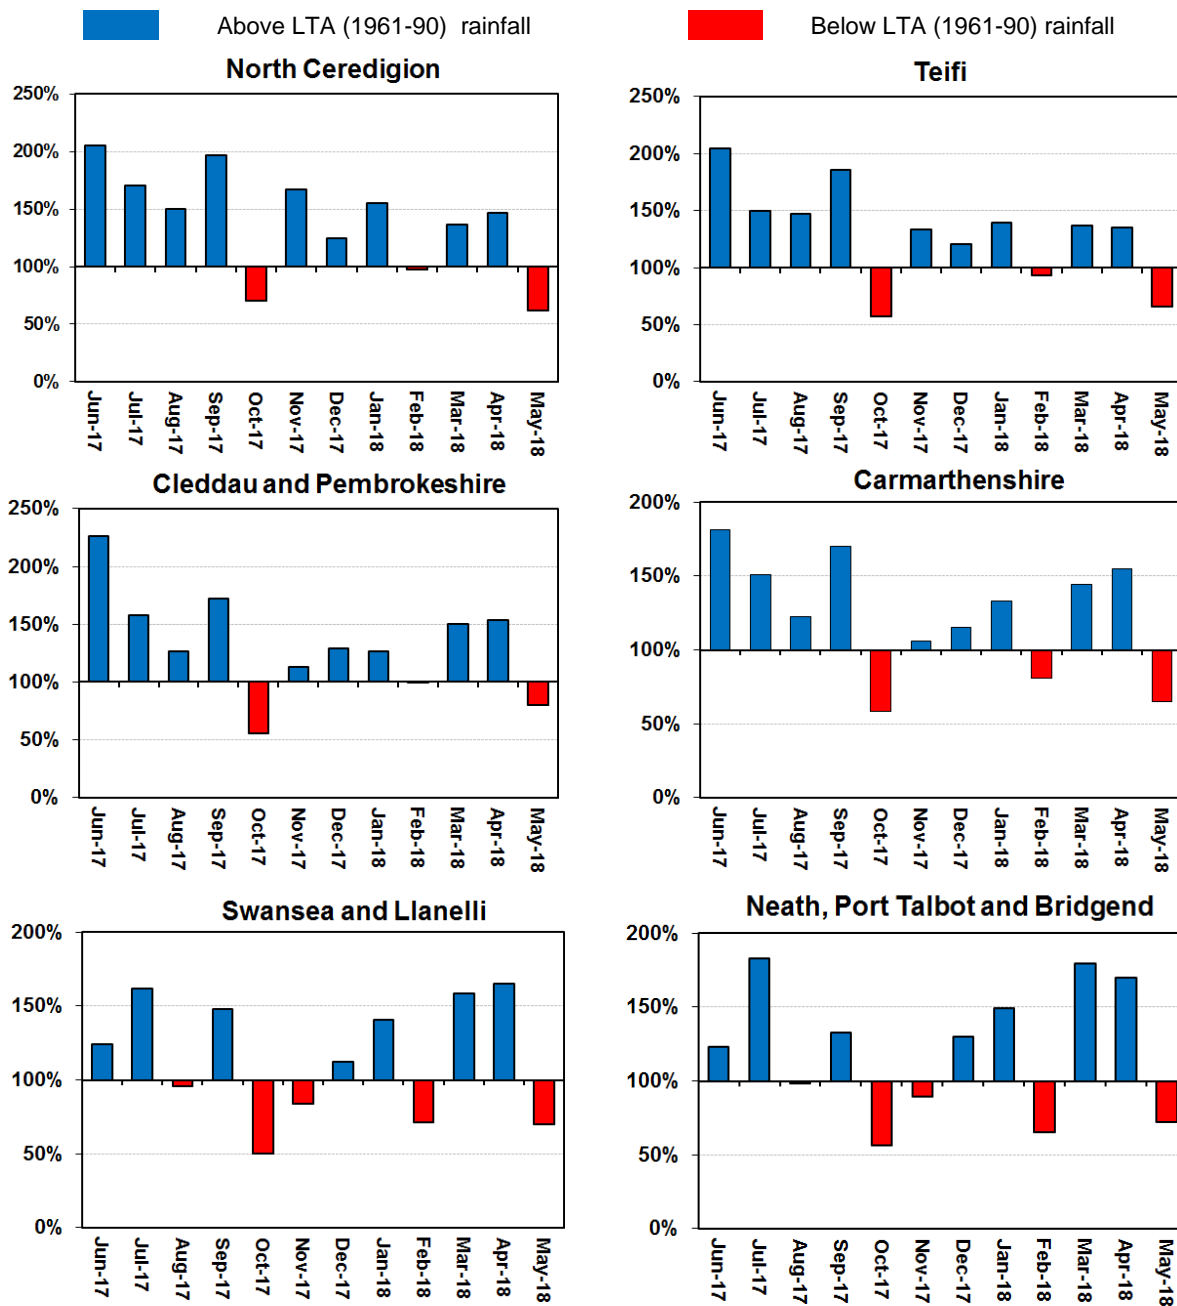 Above LTA (1961-90) rainfall
Below LTA (1961-90) rainfall
North Ceredigion
250%
200%
150%
100%
50%
0%
Jun-17
Jul-17
Aug-17
Sep-17
Oct-17
Nov-17
Dec-17
Jan-18
Feb-18
Mar-18
Apr-18
May-18
Teifi
250%
200%
150%
100%
50%
0%
Jun-17
Jul-17
Aug-17
Sep-17
Oct-17
Nov-17
Dec-17
Jan-18
Feb-18
Mar-18
Apr-18
May-18
Cleddau and Pembrokeshire
250%
200%
150%
100%
50%
0%
Jun-17
Jul-17
Aug-17
Sep-17
Oct-17
Nov-17
Dec-17
Jan-18
Feb-18
Mar-18
Apr-18
May-18
Carmarthenshire
200%
150%
100%
50%
0%
Jun-17
Jul-17
Aug-17
Sep-17
Oct-17
Nov-17
Dec-17
Jan-18
Feb-18
Mar-18
Apr-18
May-18
Swansea and Llanelli
200%
150%
100%
50%
0%
Jun-17
Jul-17
Aug-17
Sep-17
Oct-17
Nov-17
Dec-17
Jan-18
Feb-18
Mar-18
Apr-18
May-18
Neath, Port Talbot and Bridgend
200%
150%
100%
50%
0%
Jun-17
Jul-17
Aug-17
Sep-17
Oct-17
Nov-17
Dec-17
Jan-18
Feb-18
Mar-18
Apr-18
May-18